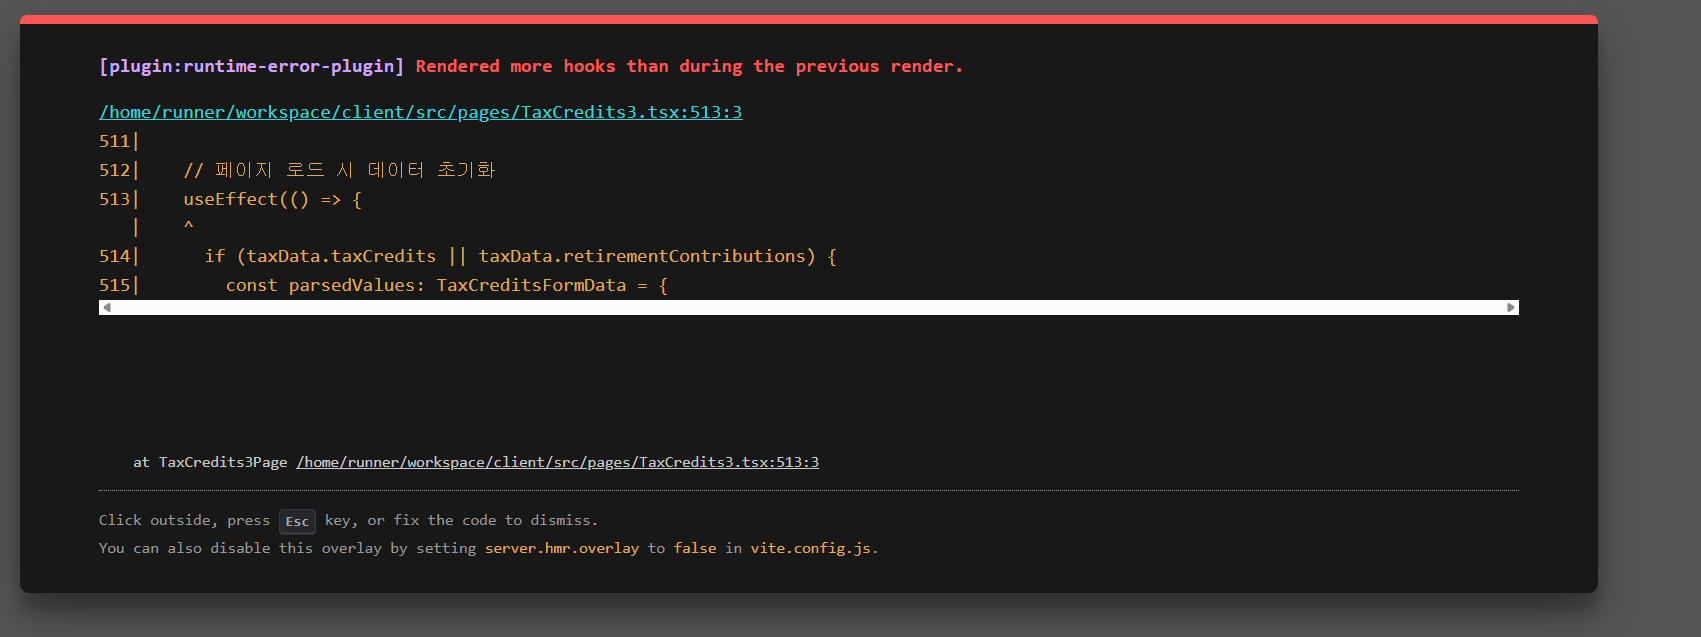 [plugin:runtime-error-plugin] Rendered more hooks than during the previous render.
/home/runner/workspace/client/src/pages/TaxCredits3.tsx:513:3
511|
512|    // 페이지 로드 시 데이터 초기화
513|    useEffect(() => {
   |    ^
514|      if (taxData.taxCredits || taxData.retirementContributions) {
515|        const parsedValues: TaxCreditsFormData = {
at TaxCredits3Page /home/runner/workspace/client/src/pages/TaxCredits3.tsx:513:3
Click outside, press Esc key, or fix the code to dismiss.
You can also disable this overlay by setting server.hmr.overlay to false in vite.config.js.